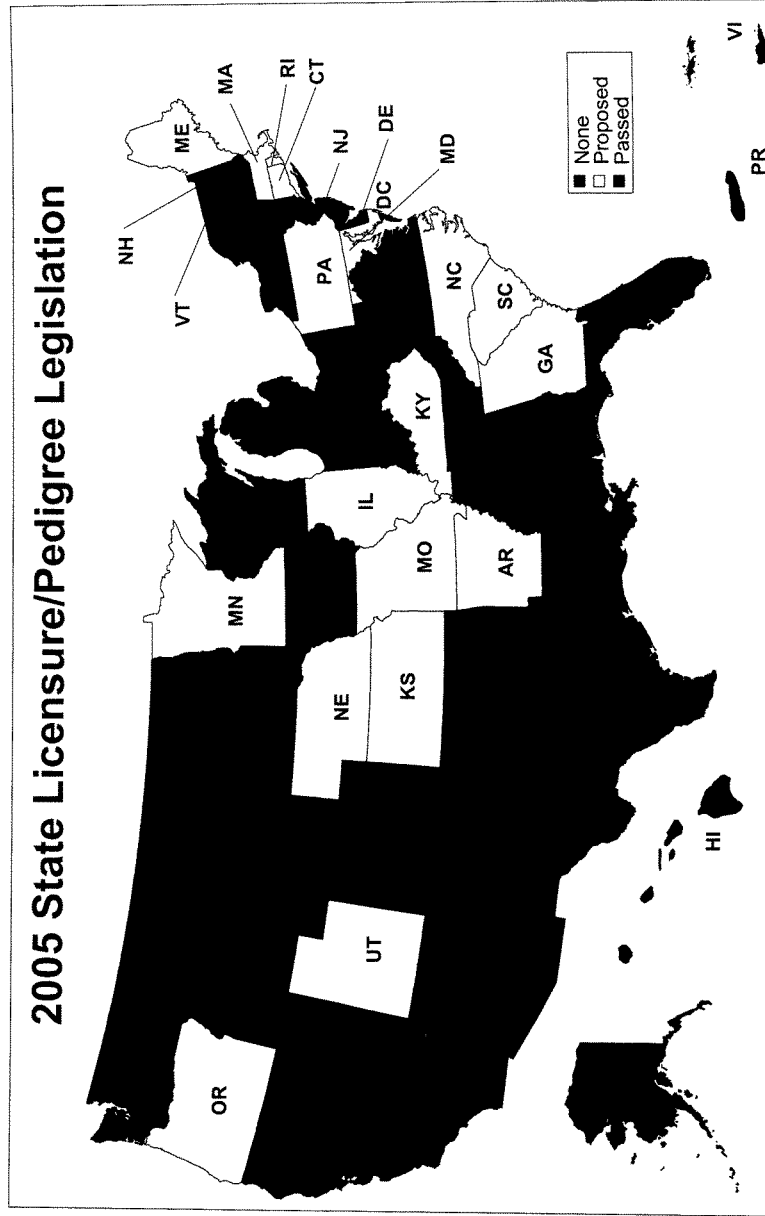 2005 State Licensure/Pedigree Legislation
NH
VT
ME
MA
RI
CT
NJ
DE
DC
MD
OR
MN
PA
NE
IL
UT
KS
MO
KY
NC
AR
SC
GA
HI
None
Proposed
Passed
PR
VI